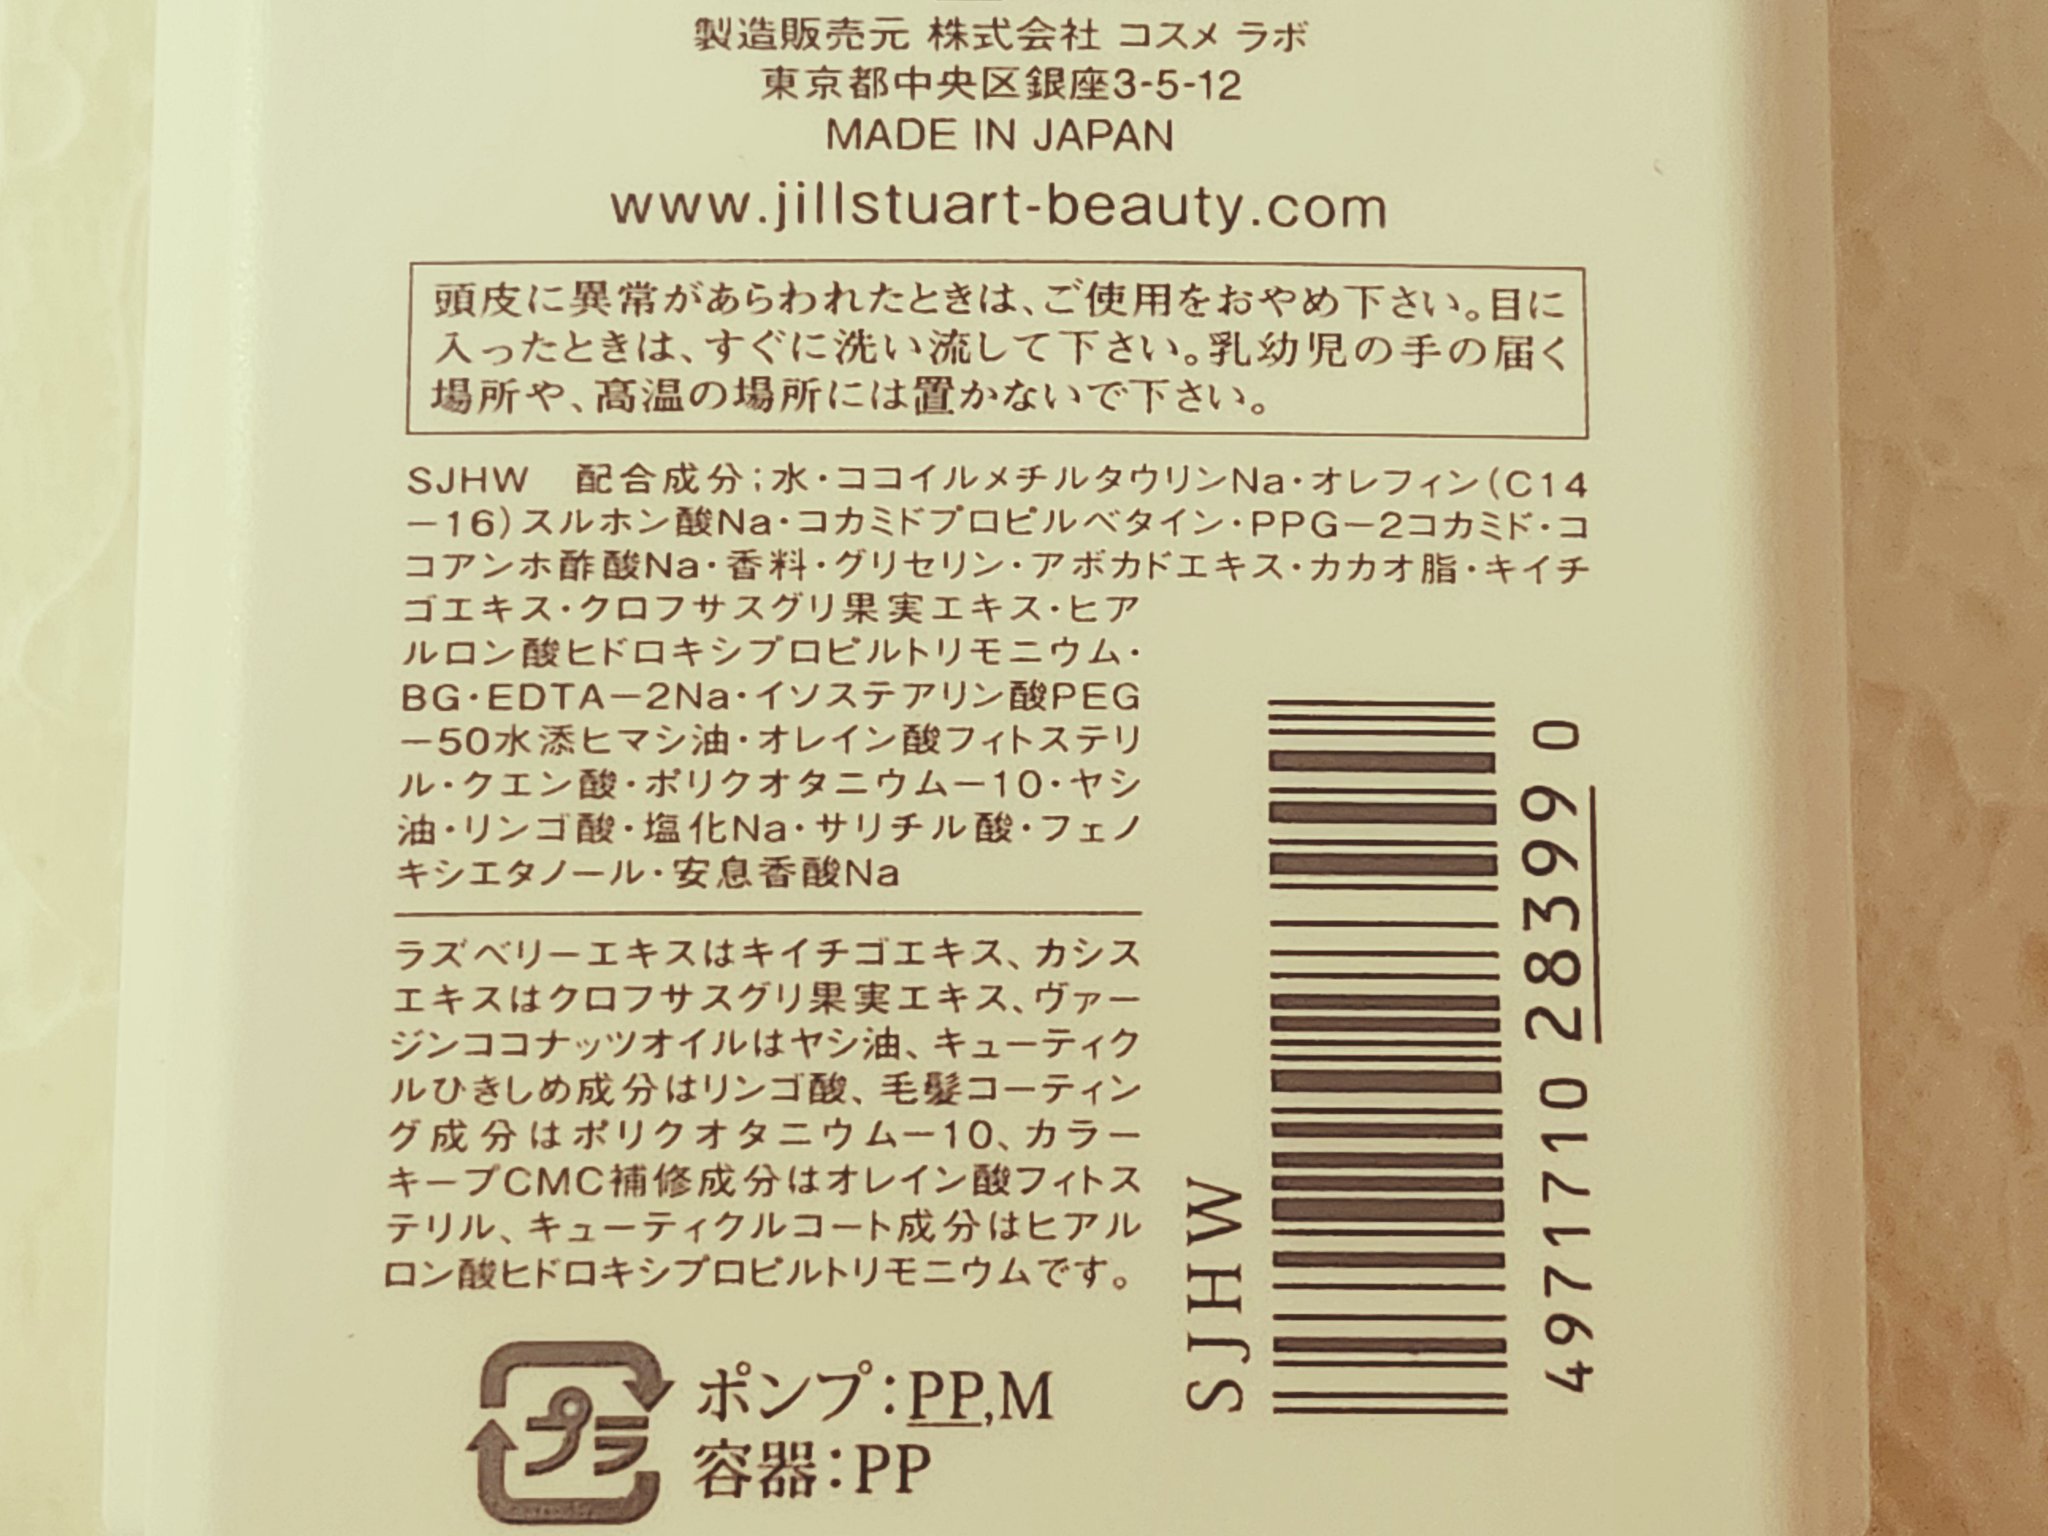 製造販売元 株式会社 コスメ ラボ
東京都中央区銀座3-5-12
MADE IN JAPAN
www.jillstuart-beauty.com
頭皮に異常があらわれたときは、ご使用をおやめ下さい。目に
入ったときは、すぐに洗い流して下さい。乳幼児の手の届く
場所や、高温の場所には置かないで下さい。
SJHW 配合成分;水・ココイルメチルタウリンNa・オレフィン(C14
-16)スルホン酸Na・コカミドプロピルベタイン・PPG-2コカミド・コ
コアンホ酢酸Na・香料・グリセリン・アボカドエキス・カカオ脂・キイチ
ゴエキス・クロフサスグリ果実エキス・ヒア
ルロン酸ヒドロキシプロピルトリモニウム・
BG・EDTA-2Na・イソステアリン酸PEG
-50水添ヒマシ油・オレイン酸フィトステリ
ル・クエン酸・ポリクオタニウム-10・ヤシ
油・リンゴ酸・塩化Na・サリチル酸・フェノ
キシエタノール・安息香酸Na
ラズベリーエキスはキイチゴエキス、カシス
エキスはクロフサスグリ果実エキス、ヴァー
ジンココナッツオイルはヤシ油、キューティク
ルひきしめ成分はリンゴ酸、毛髪コーティン
グ成分はポリクオタニウム-10、カラー
キープCMC補修成分はオレイン酸フィトス
テリル、キューティクルコート成分はヒアル
ロン酸ヒドロキシプロピルトリモニウムです。
プラ
ポンプ:PP,M
容器:PP
SJHW
4971710 283990